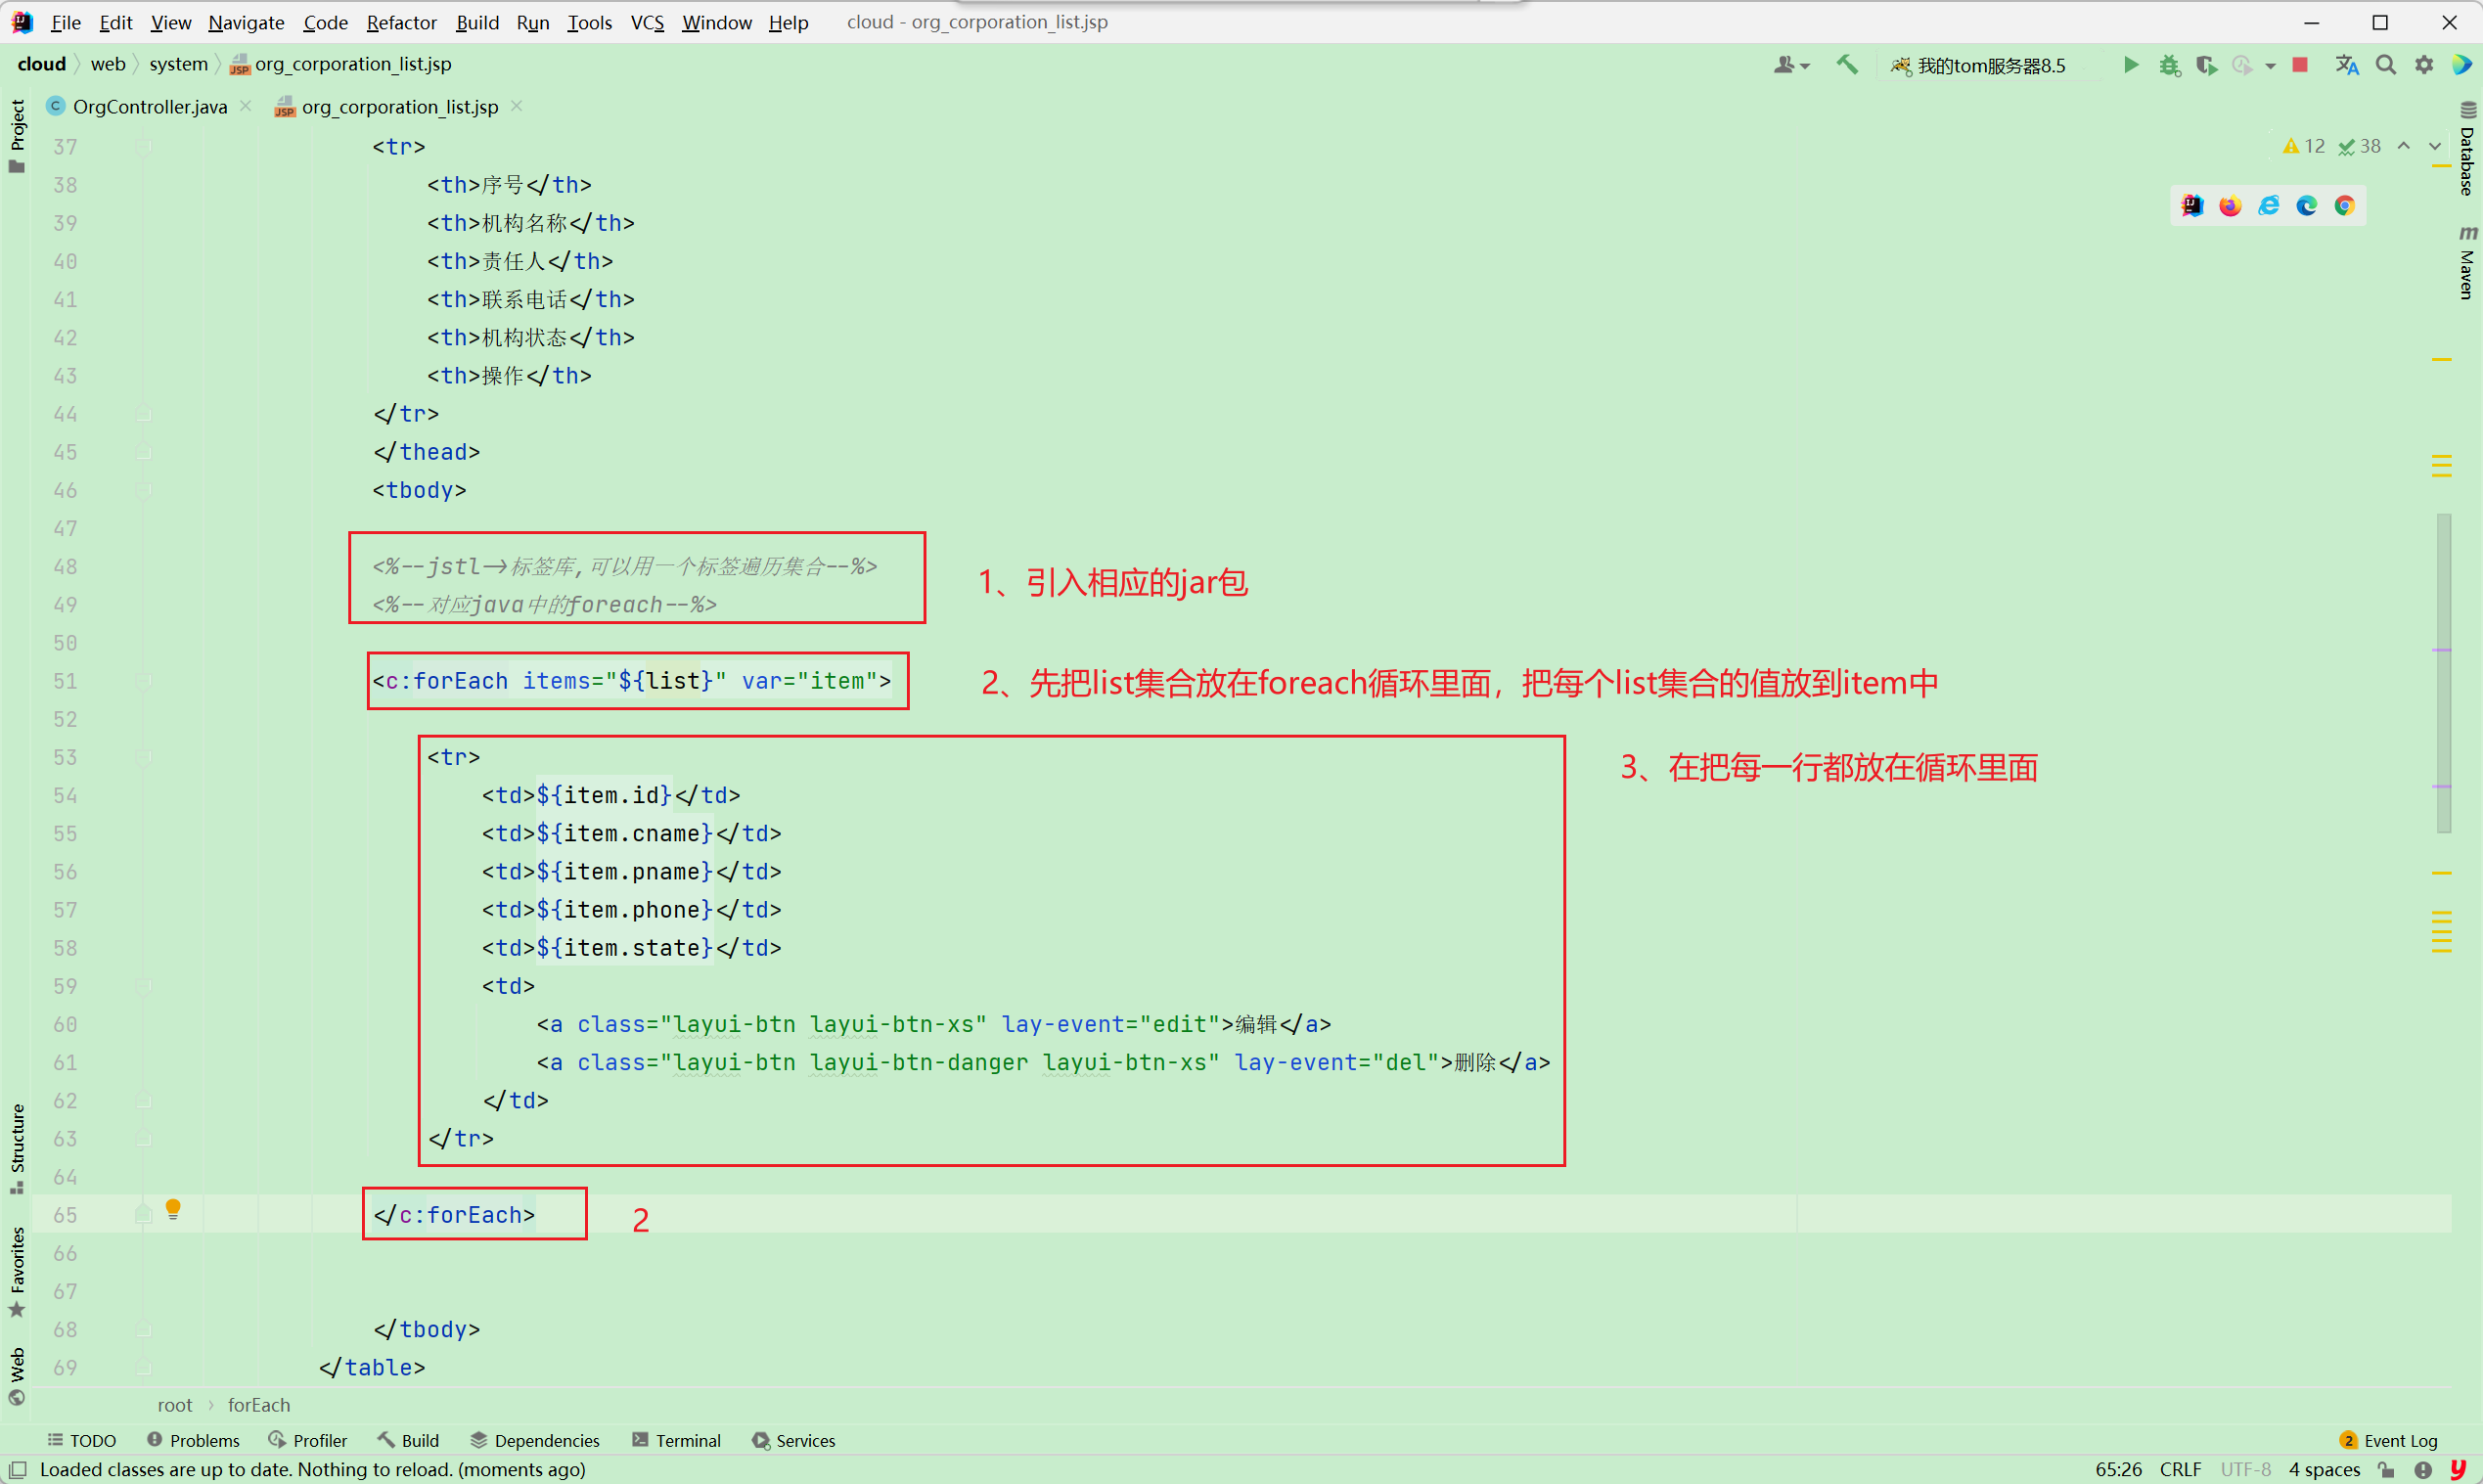 File Edit View Navigate Code Refactor Build Run Tools VCS Window Help cloud - org_corporation_list.jsp
cloud web system org_corporation_list.jsp 我的tom服务器8.5
OrgController.java org_corporation_list.jsp
Project
Database
Maven
12 38
37 <tr>
38 <th>序号</th>
39 <th>机构名称</th>
40 <th>责任人</th>
41 <th>联系电话</th>
42 <th>机构状态</th>
43 <th>操作</th>
44 </tr>
45 </thead>
46 <tbody>
47
48 <%--jstl->标签库,可以用一个标签遍历集合--%>
1、引入相应的jar包
49 <%--对应java中的foreach--%>
50
51 <c:forEach items="${list}" var="item">
2、先把list集合放在foreach循环里面，把每个list集合的值放到item中
52
53 <tr>
3、在把每一行都放在循环里面
54 <td>${item.id}</td>
55 <td>${item.cname}</td>
56 <td>${item.pname}</td>
57 <td>${item.phone}</td>
58 <td>${item.state}</td>
59 <td>
60 <a class="layui-btn layui-btn-xs" lay-event="edit">编辑</a>
61 <a class="layui-btn layui-btn-danger layui-btn-xs" lay-event="del">删除</a>
62 </td>
63 </tr>
64
65 </c:forEach> 2
66
67
68 </tbody>
69 </table>
Structure
Favorites
Web
root forEach
TODO Problems Profiler Build Dependencies Terminal Services 2 Event Log
Loaded classes are up to date. Nothing to reload. (moments ago) 65:26 CRLF UTF-8 4 spaces